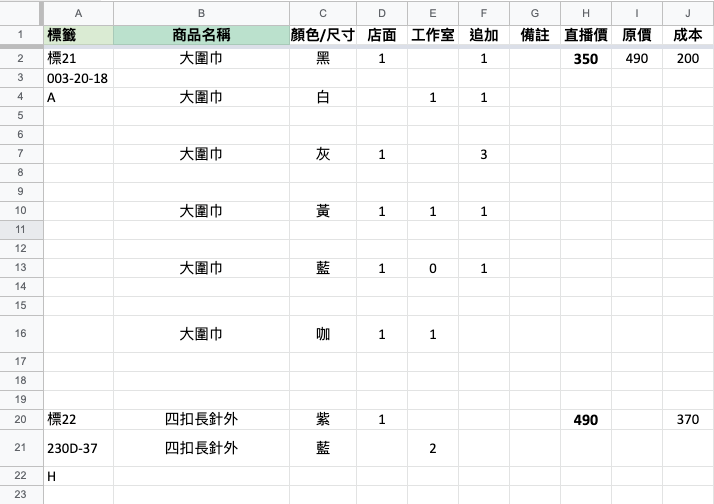 A B C D E F G H I J
1 標籤 商品名稱 顏色/尺寸 店面 工作室 追加 備註 直播價 原價 成本
2 標21 大圍巾 黑 1 1 350 490 200
3 003-20-18
4 A 大圍巾 白 1 1
5
6
7 大圍巾 灰 1 3
8
9
10 大圍巾 黃 1 1 1
11
12
13 大圍巾 藍 1 0 1
14
15
16 大圍巾 咖 1 1
17
18
19
20 標22 四扣長針外 紫 1 490 370
21 230D-37 四扣長針外 藍 2
22 H
23